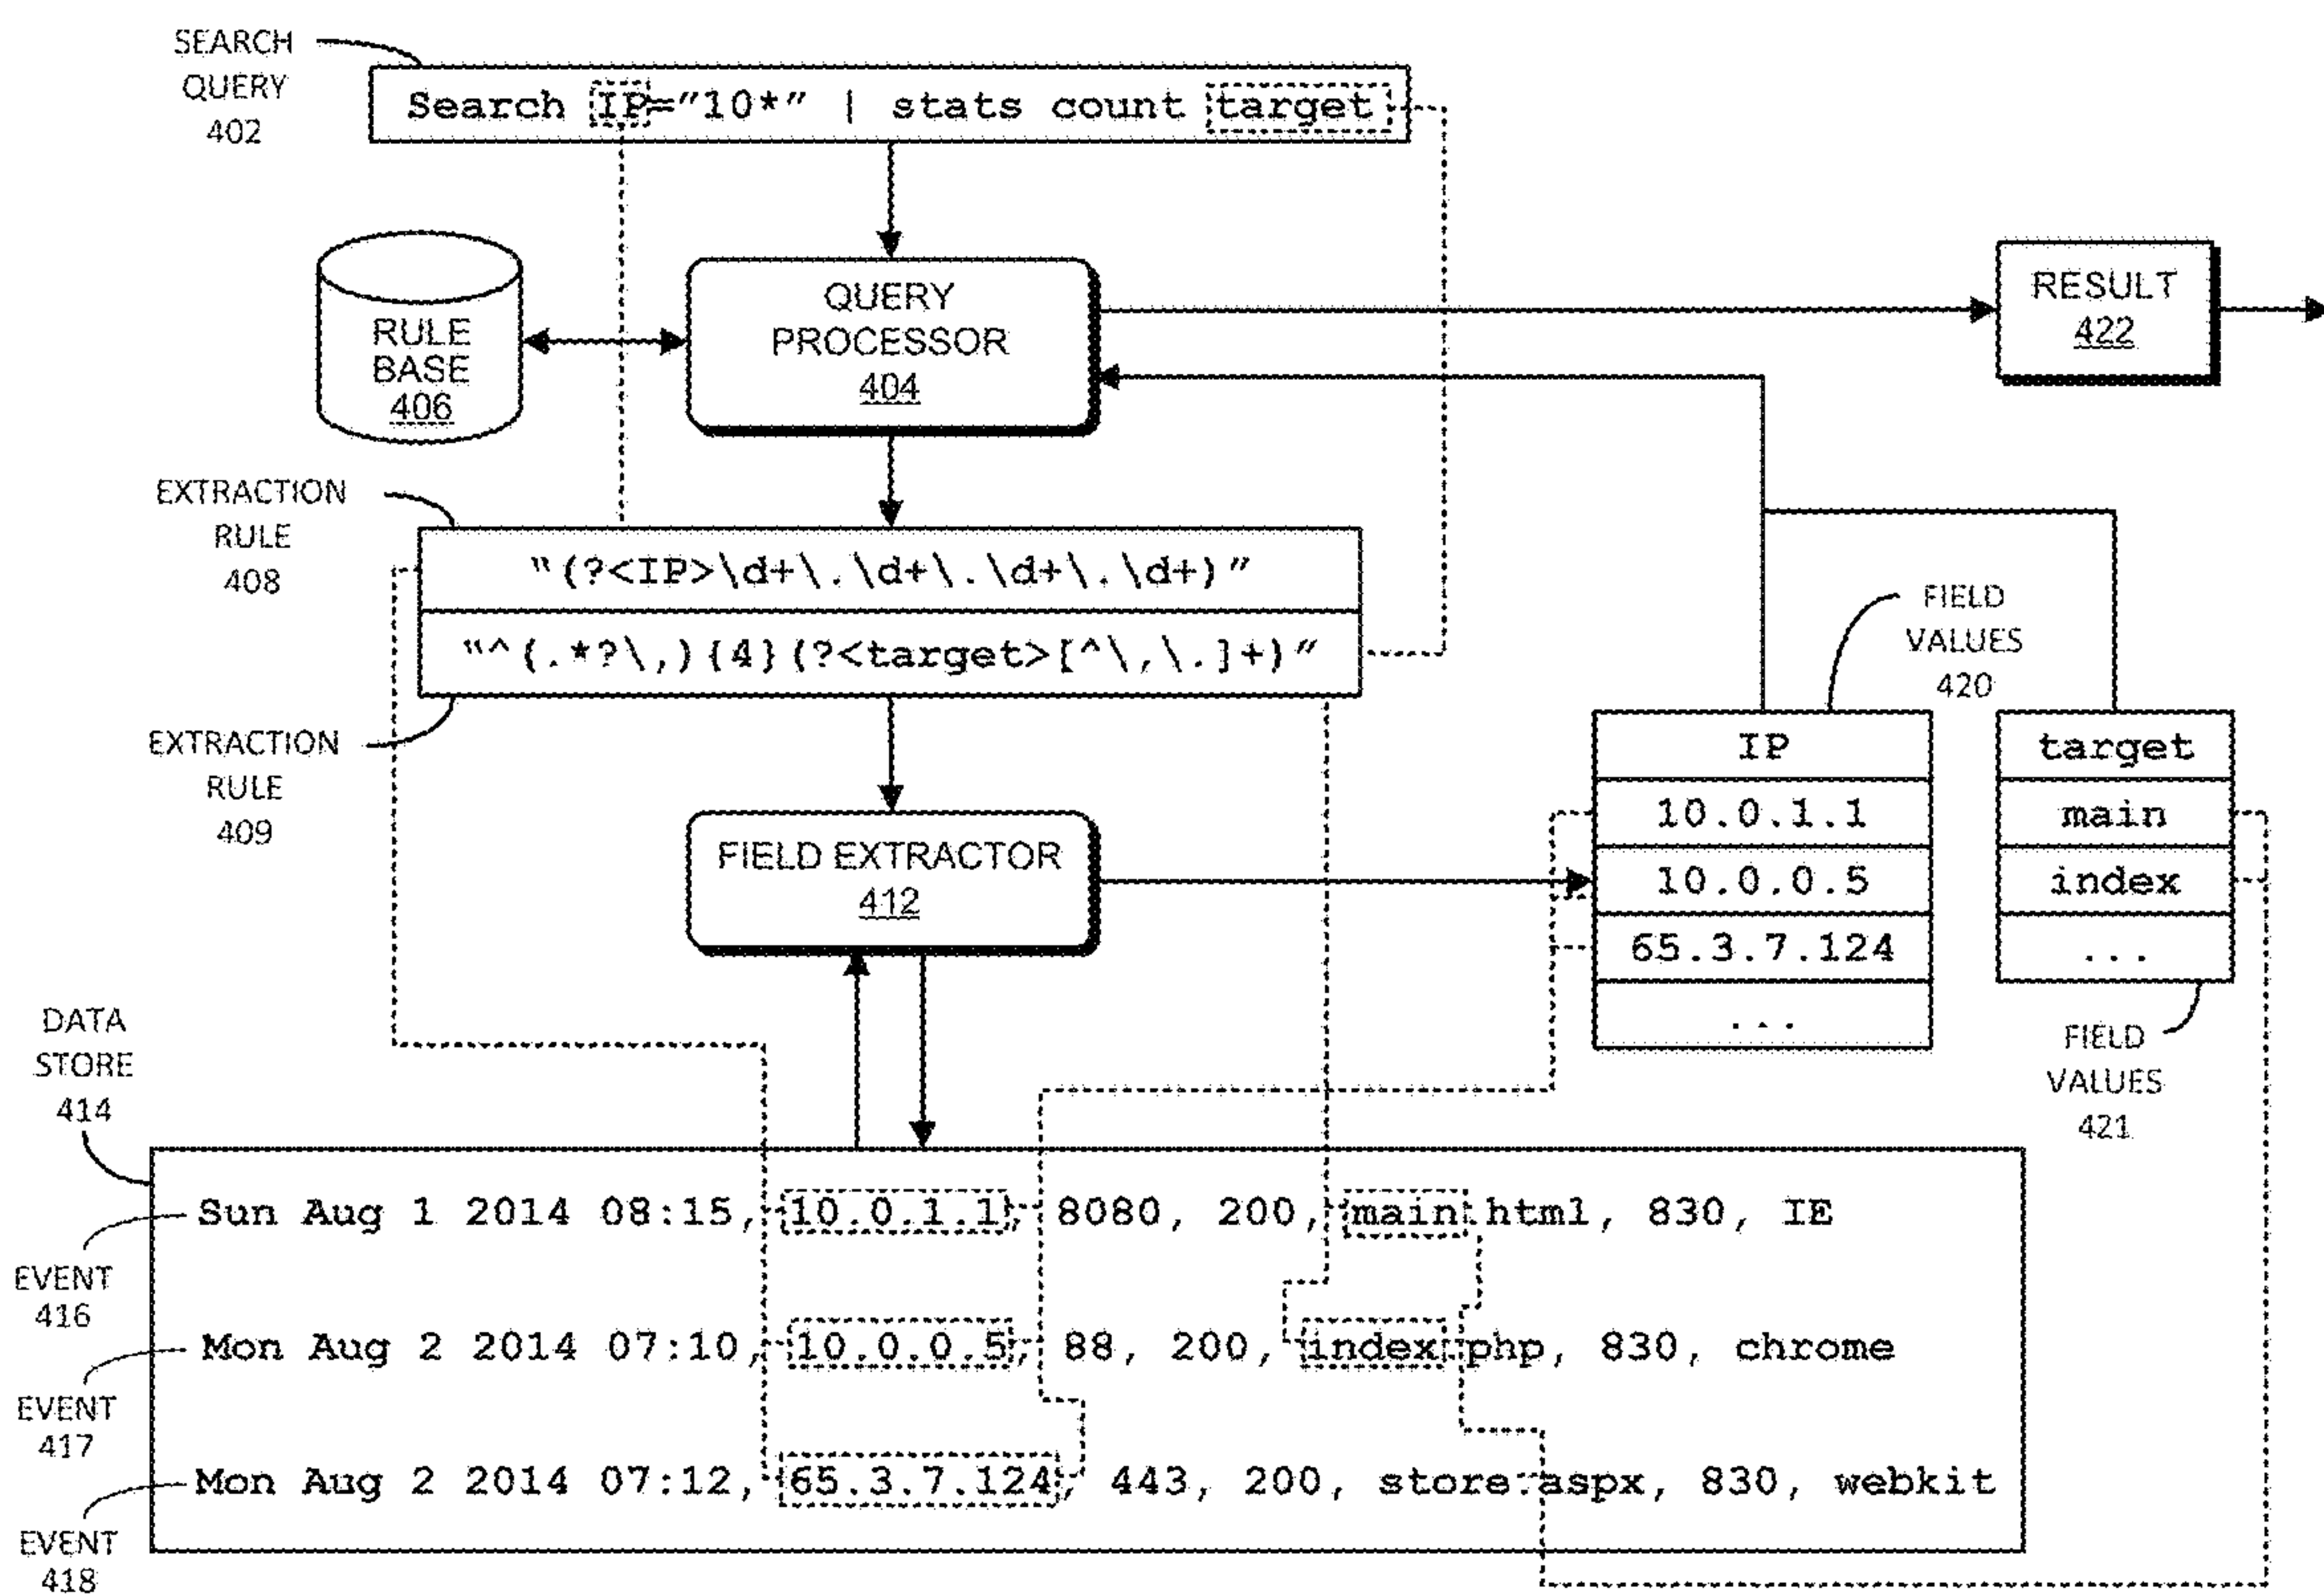 SEARCH
QUERY
402
Search IP="10*" | stats count target
QUERY
PROCESSOR
404
RULE
BASE
406
RESULT
422
EXTRACTION
RULE
408
"(?<IP>\d+\.\d+\.\d+\.\d+)"
"^(.*?\,){4}(?<target>[^\,\.]+)"
EXTRACTION
RULE
409
FIELD
VALUES
420
IP
10.0.1.1
10.0.0.5
65.3.7.124
...
target
main
index
...
FIELD
VALUES
421
FIELD EXTRACTOR
412
DATA
STORE
414
Sun Aug 1 2014 08:15, 10.0.1.1, 8080, 200, main.html, 830, IE
EVENT
416
Mon Aug 2 2014 07:10, 10.0.0.5, 88, 200, index.php, 830, chrome
EVENT
417
Mon Aug 2 2014 07:12, 65.3.7.124, 443, 200, store.aspx, 830, webkit
EVENT
418